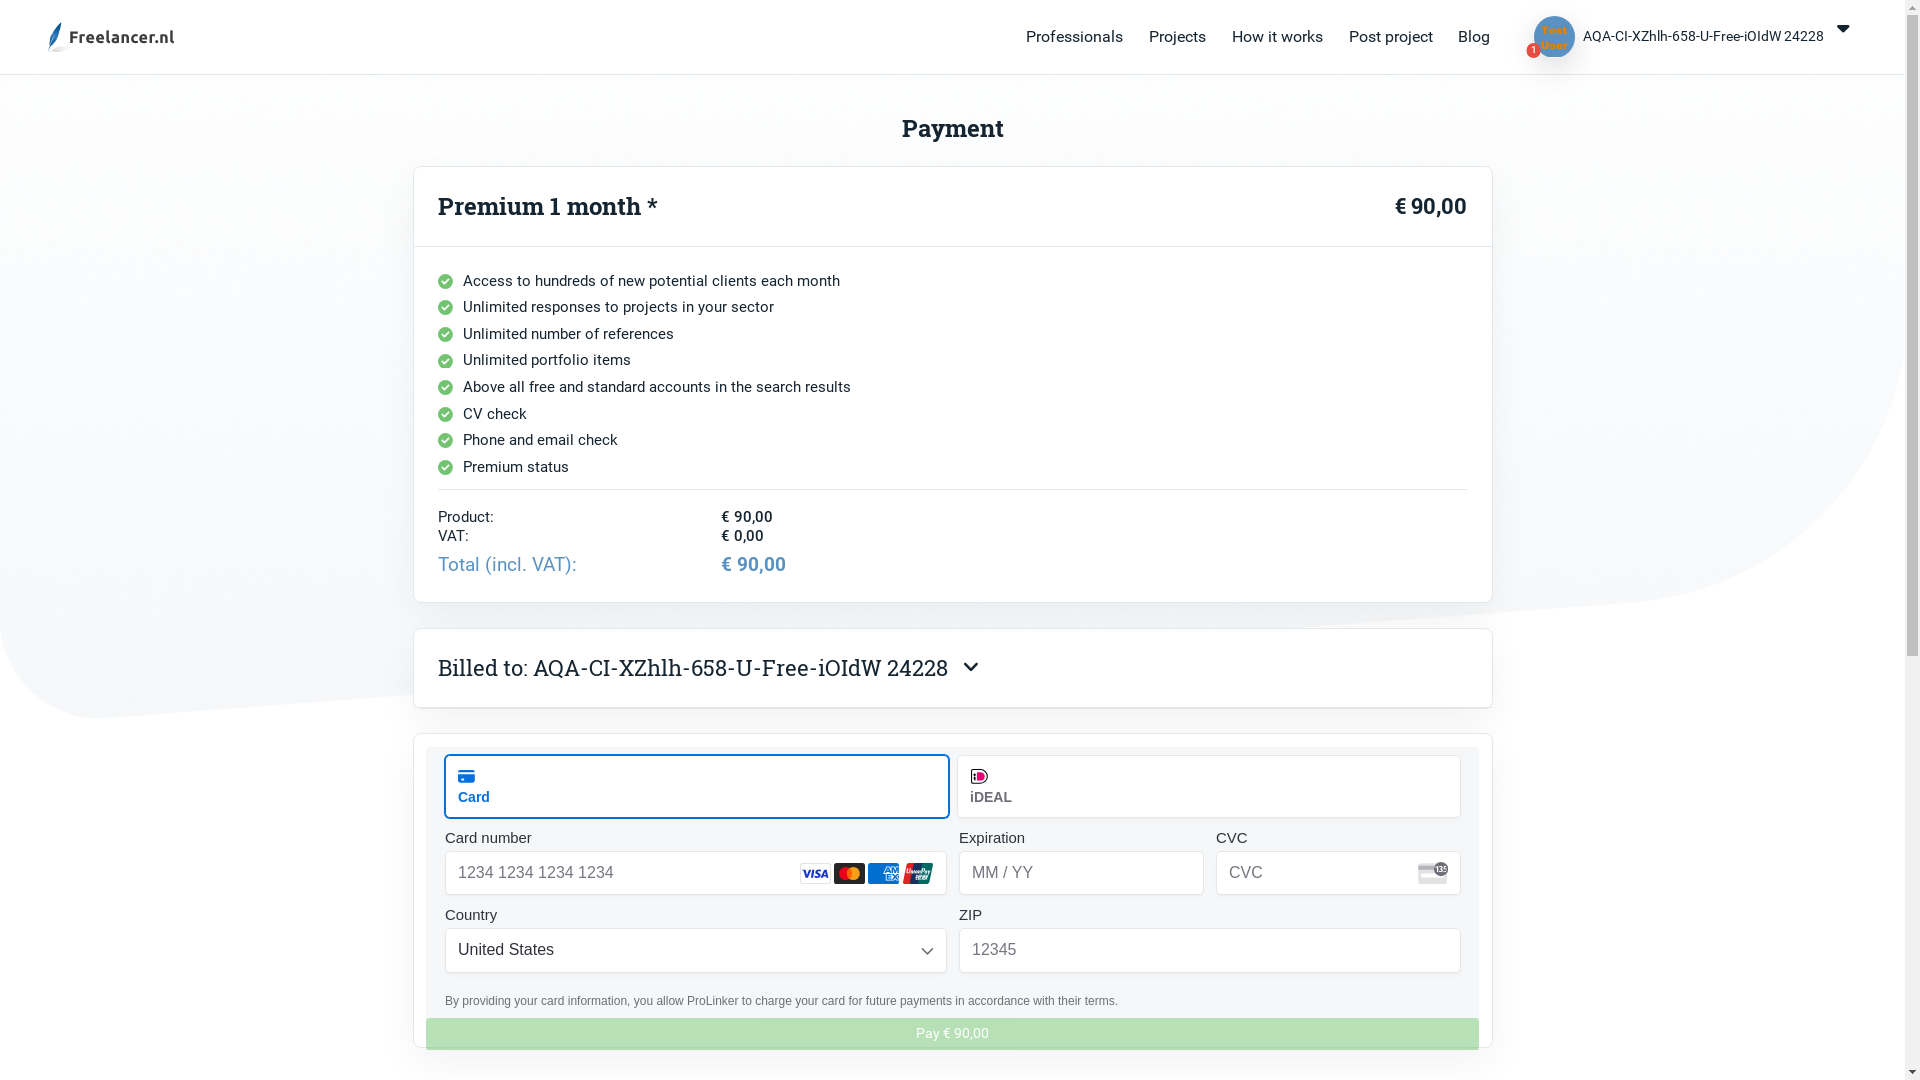 Freelancer.nl
Professionals Projects How it works Post project Blog
Test
User
1
AQA-CI-XZhlh-658-U-Free-iOIdW 24228
Payment
Premium 1 month * € 90,00
Access to hundreds of new potential clients each month
Unlimited responses to projects in your sector
Unlimited number of references
Unlimited portfolio items
Above all free and standard accounts in the search results
CV check
Phone and email check
Premium status
Product: € 90,00
VAT: € 0,00
Total (incl. VAT): € 90,00
Billed to: AQA-CI-XZhlh-658-U-Free-iOIdW 24228
Card
iDEAL
Card number Expiration CVC
1234 1234 1234 1234 VISA AMEX UnionPay MM / YY CVC 135
Country ZIP
United States 12345
By providing your card information, you allow ProLinker to charge your card for future payments in accordance with their terms.
Pay € 90,00